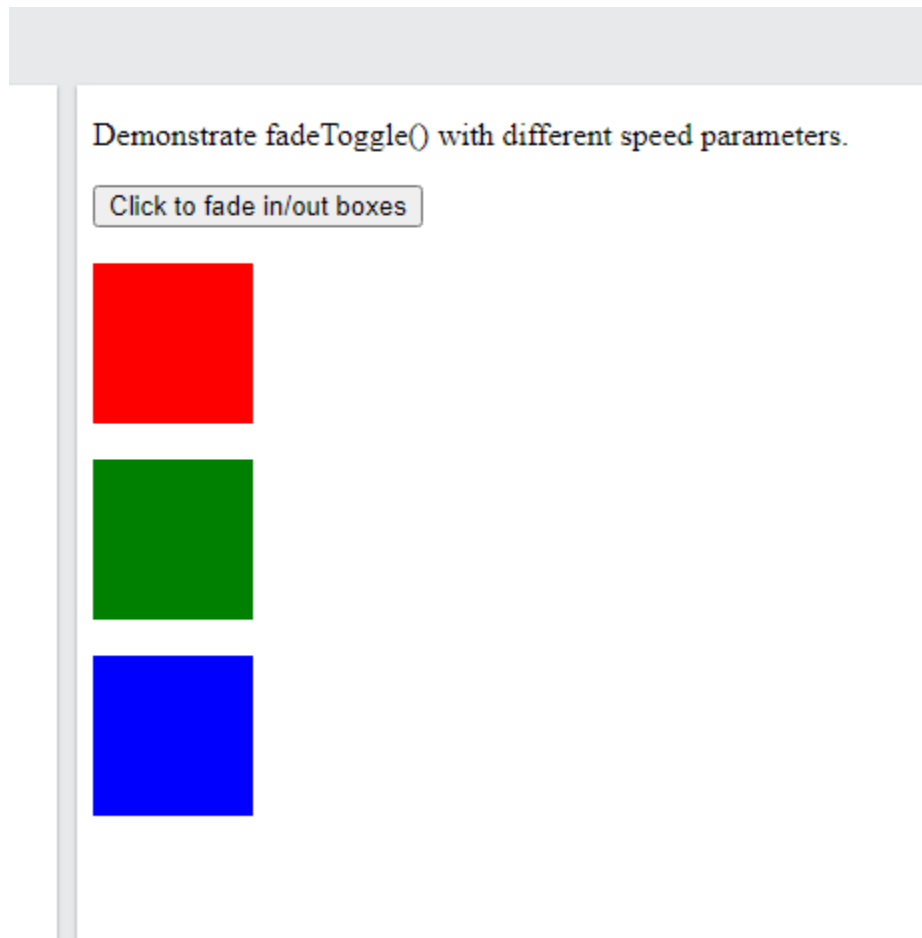 Demonstrate fadeToggle() with different speed parameters.
Click to fade in/out boxes